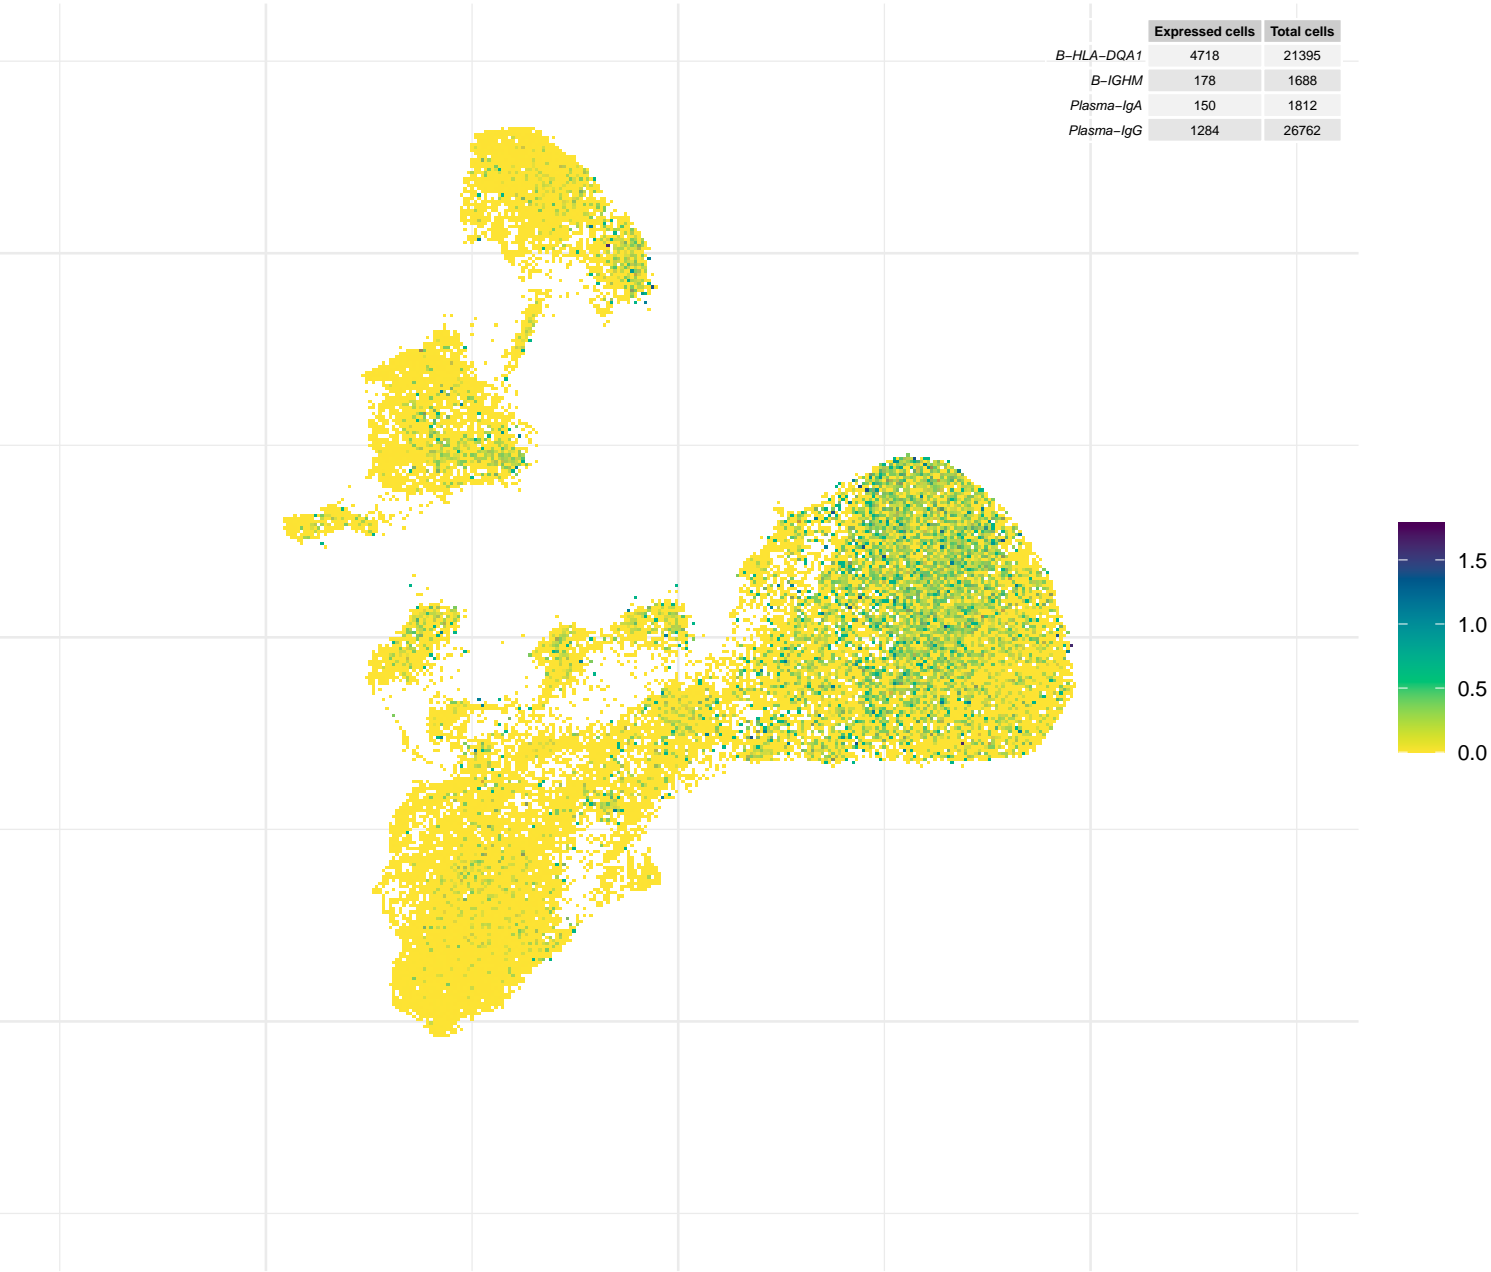 Expressed cells Total cells
B−HLA−DQA1 4718 21395
B−IGHM 178 1688
Plasma−IgA 150 1812
Plasma−IgG 1284 26762
1.5
1.0
0.5
0.0